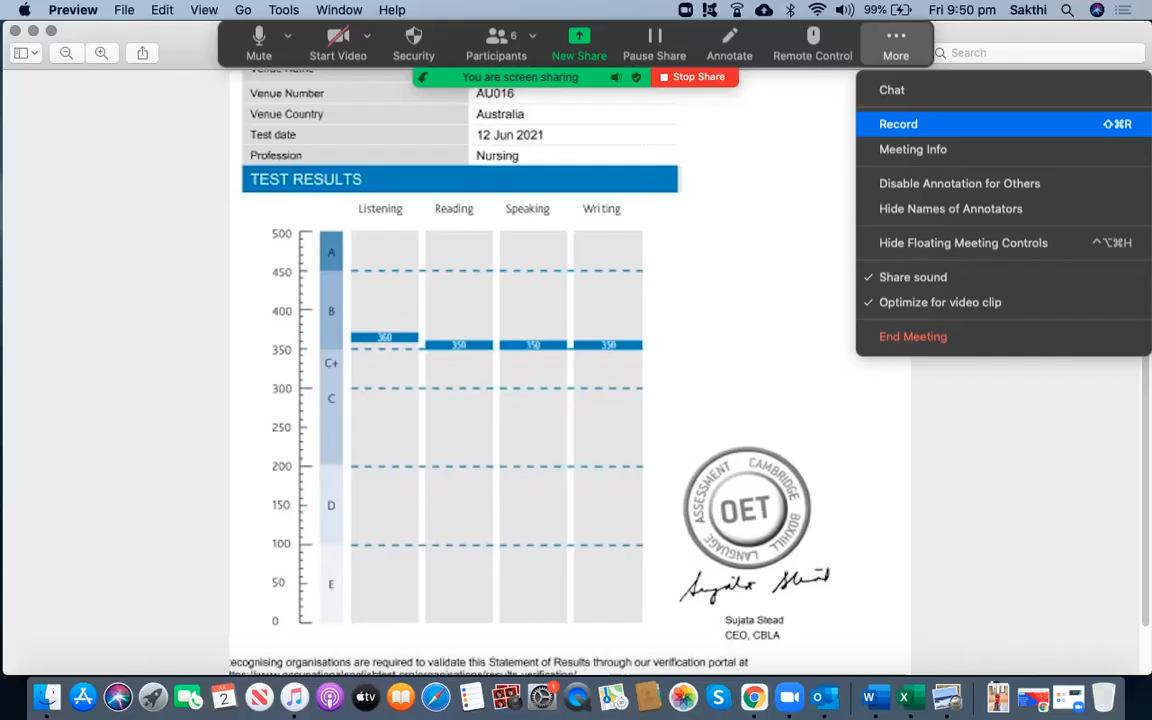 Preview File Edit View Go Tools Window Help 99% Fri 9:50 pm Sakthi
Mute Start Video Security Participants 6 New Share Pause Share Annotate Remote Control More
Search
You are screen sharing Stop Share
Chat
Record ⇧⌘R
Meeting Info
Disable Annotation for Others
Hide Names of Annotators
Hide Floating Meeting Controls ^⌥⌘H
✓ Share sound
✓ Optimize for video clip
End Meeting
Venue Name
Venue Number AU016
Venue Country Australia
Test date 12 Jun 2021
Profession Nursing
TEST RESULTS
Listening Reading Speaking Writing
500
A
450
400 B
360
350 350 350 350
C+
300
C
250
200
150 D
100
50 E
0
CAMBRIDGE BOXHILL LANGUAGE ASSESSMENT
OET
Sujata Stead
Sujata Stead
CEO, CBLA
ecognising organisations are required to validate this Statement of Results through our verification portal at
2
tv
W X